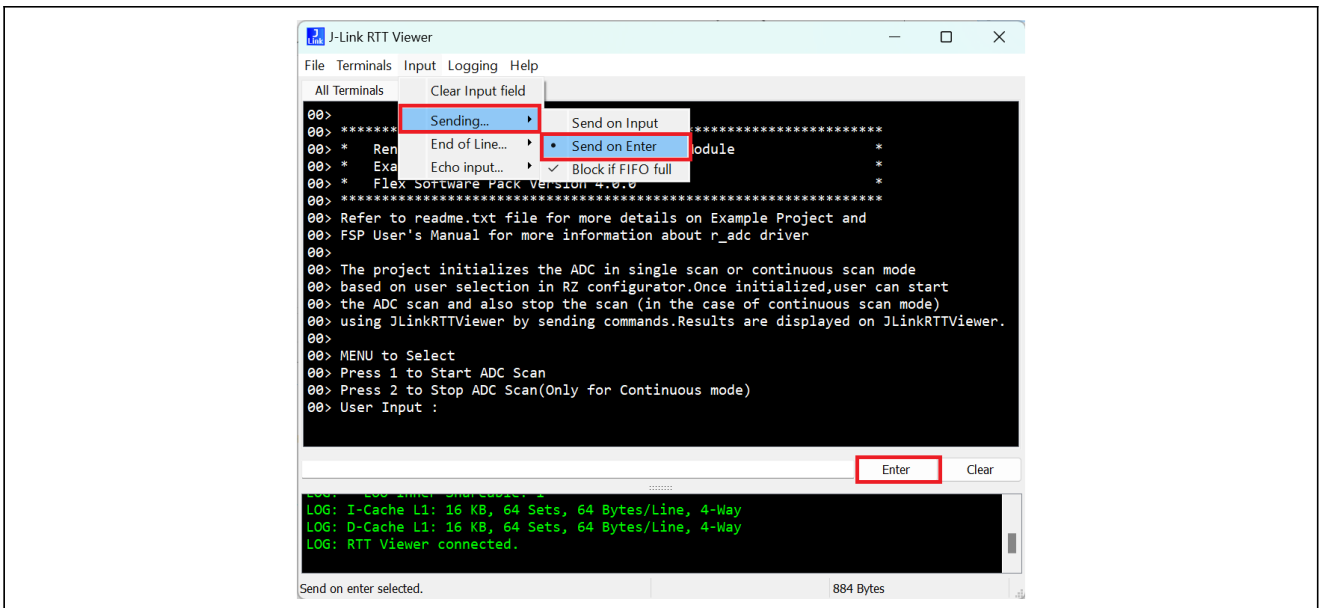 J-Link RTT Viewer
File Terminals Input Logging Help
All Terminals
Clear Input field
Sending...
End of Line...
Echo input...
Send on Input
Send on Enter
Block if FIFO full
00>
00> ******* *************************
00> * Ren odule *
00> * Exa *
00> * Flex Software Pack Version 4.0.0 *
00> ********************************************************************
00> Refer to readme.txt file for more details on Example Project and
00> FSP User's Manual for more information about r_adc driver
00>
00> The project initializes the ADC in single scan or continuous scan mode
00> based on user selection in RZ configurator.Once initialized,user can start
00> the ADC scan and also stop the scan (in the case of continuous scan mode)
00> using JLinkRTTViewer by sending commands.Results are displayed on JLinkRTTViewer.
00>
00> MENU to Select
00> Press 1 to Start ADC Scan
00> Press 2 to Stop ADC Scan(Only for Continuous mode)
00> User Input :
Enter Clear
LOG: I-Cache L1: 16 KB, 64 Sets, 64 Bytes/Line, 4-Way
LOG: D-Cache L1: 16 KB, 64 Sets, 64 Bytes/Line, 4-Way
LOG: RTT Viewer connected.
Send on enter selected. 884 Bytes